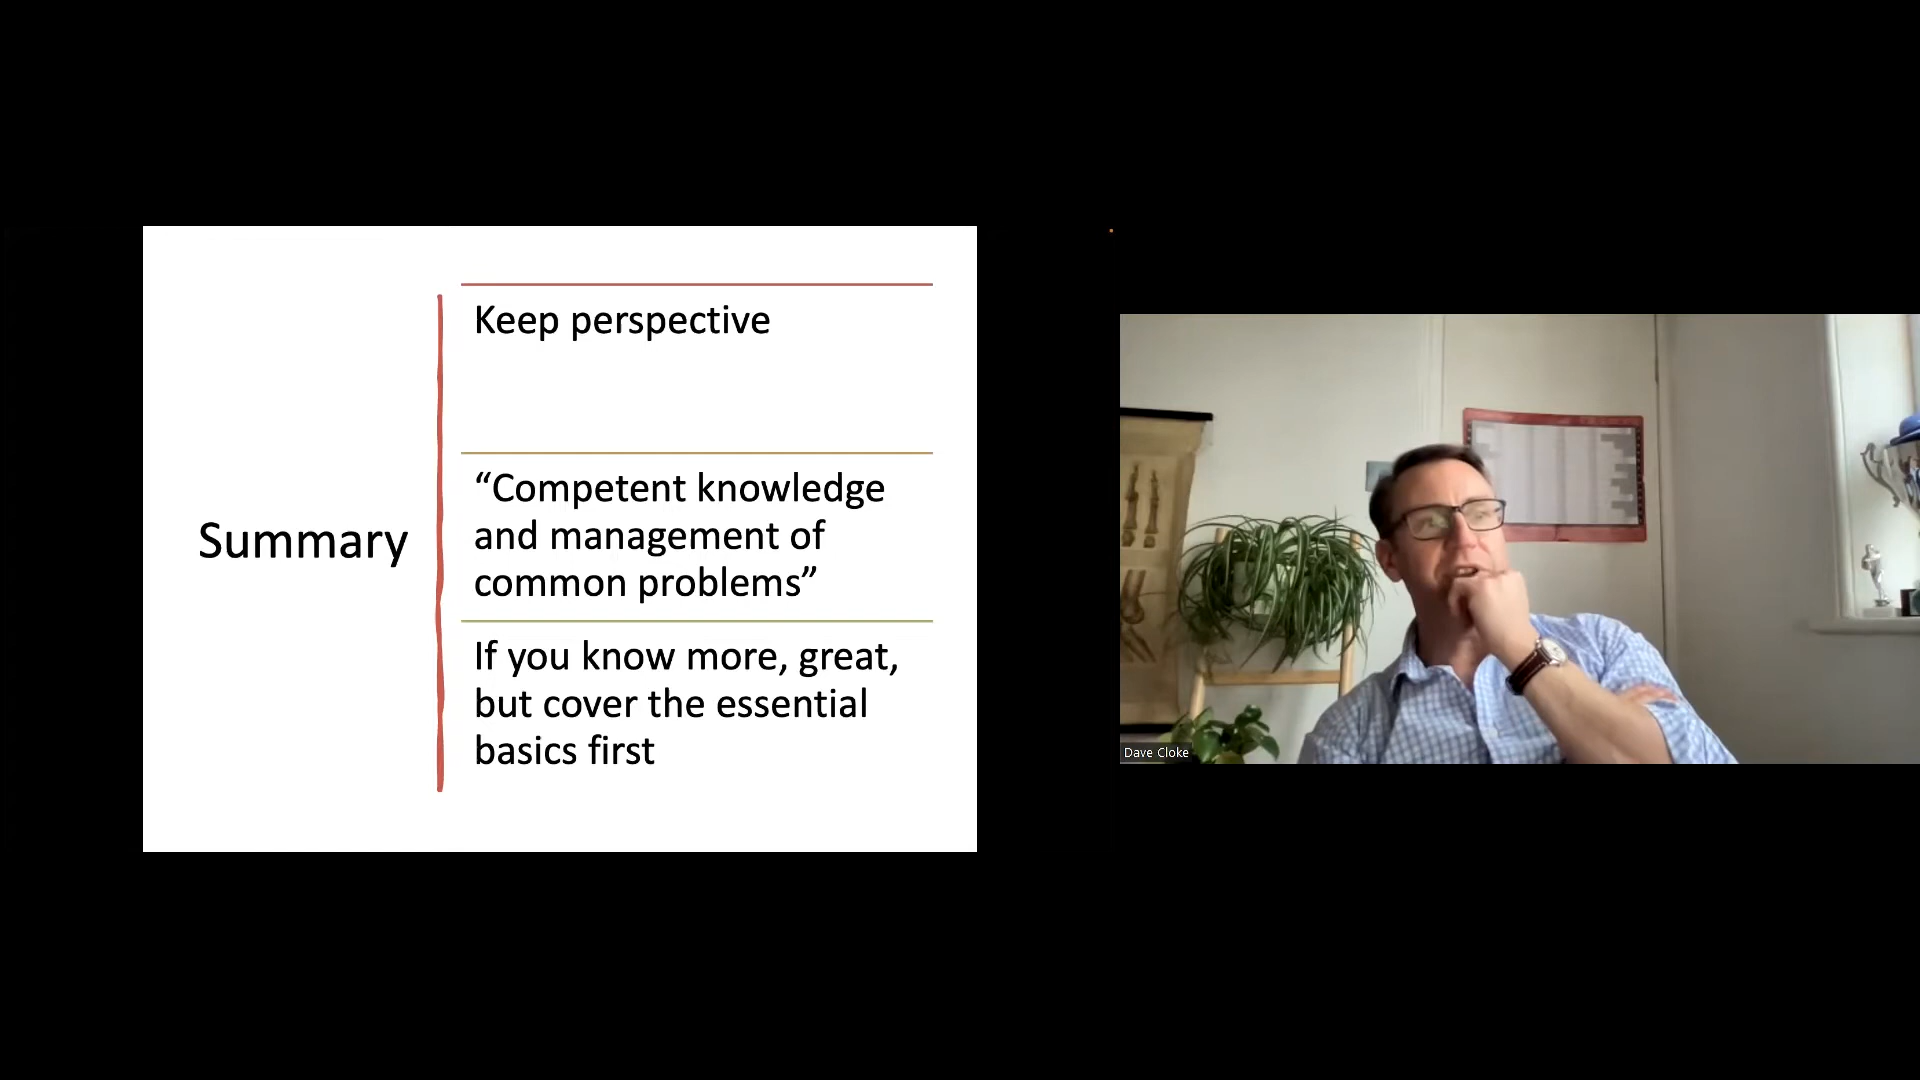 Keep perspective
Summary
“Competent knowledge
and management of
common problems”
If you know more, great,
but cover the essential
basics first
Dave Cloke